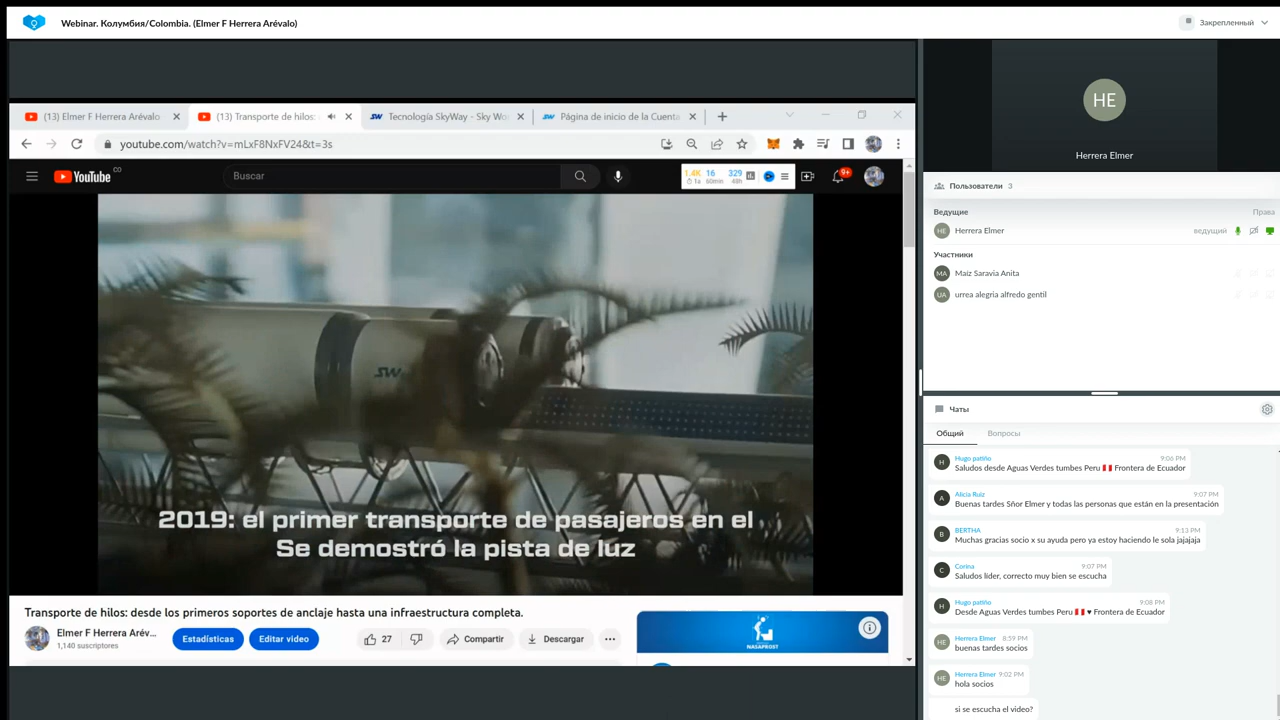 Webinar. Колумбия/Colombia. (Elmer F Herrera Arévalo)
Закрепленный
(13) Elmer F Herrera Arévalo
(13) Transporte de hilos:
Tecnología SkyWay - Sky Wo
Página de inicio de la Cuenta
youtube.com/watch?v=mLxF8NxFV24&t=3s
YouTube CO
Buscar
1.4K 16 329
1a 60min 48h
9+
SW
2019: el primer transporte de pasajeros en el
Se demostró la pista de luz
Transporte de hilos: desde los primeros soportes de anclaje hasta una infraestructura completa.
Elmer F Herrera Arév...
1,140 suscriptores
Estadísticas
Editar video
27
Compartir
Descargar
NASAPROST
HE
Herrera Elmer
Пользователи 3
Ведущие
Права
HE
Herrera Elmer
ведущий
Участники
MA
Maíz Saravia Anita
UA
urrea alegria alfredo gentil
Чаты
Общий
Вопросы
H
Hugo patiño 9:06 PM
Saludos desde Aguas Verdes tumbes Peru 🇵🇪 Frontera de Ecuador
A
Alicia Ruiz 9:07 PM
Buenas tardes Sñor Elmer y todas las personas que están en la presentación
B
BERTHA 9:13 PM
Muchas gracias socio x su ayuda pero ya estoy haciendo le sola jajajaja
C
Corina 9:07 PM
Saludos líder, correcto muy bien se escucha
H
Hugo patiño 9:08 PM
Desde Aguas Verdes tumbes Peru 🇵🇪 ♥ Frontera de Ecuador
HE
Herrera Elmer 8:59 PM
buenas tardes socios
HE
Herrera Elmer 9:02 PM
hola socios
si se escucha el video?